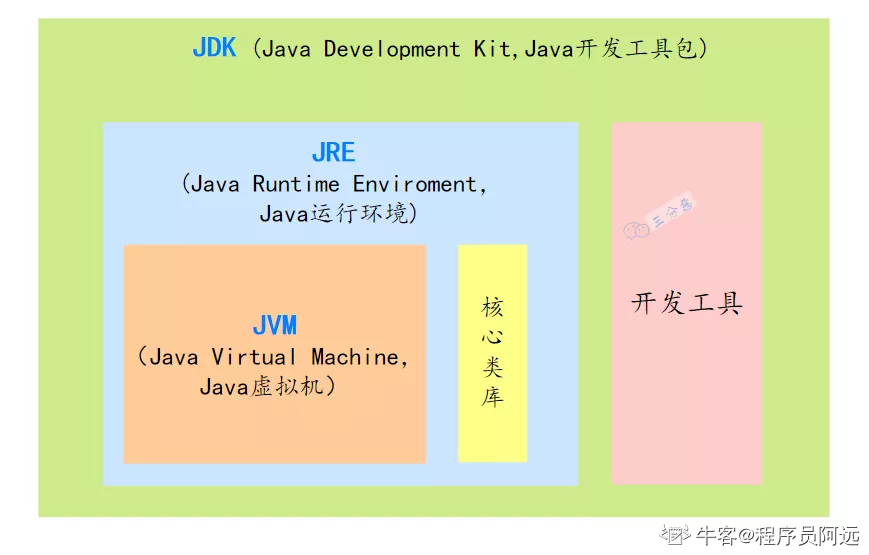 JDK (Java Development Kit,Java开发工具包)
JRE
(Java Runtime Enviroment,
Java运行环境)
JVM
(Java Virtual Machine,
Java虚拟机)
核
心
类
库
三分恶
开发工具
牛客@程序员阿远